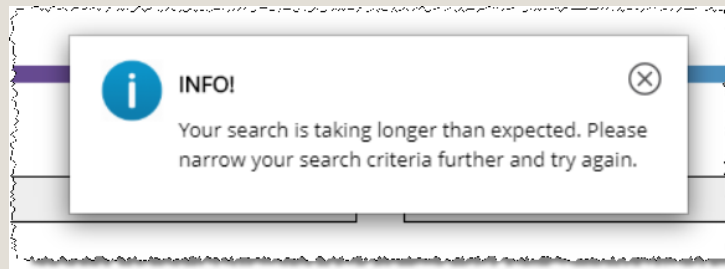 INFO!
Your search is taking longer than expected. Please
narrow your search criteria further and try again.